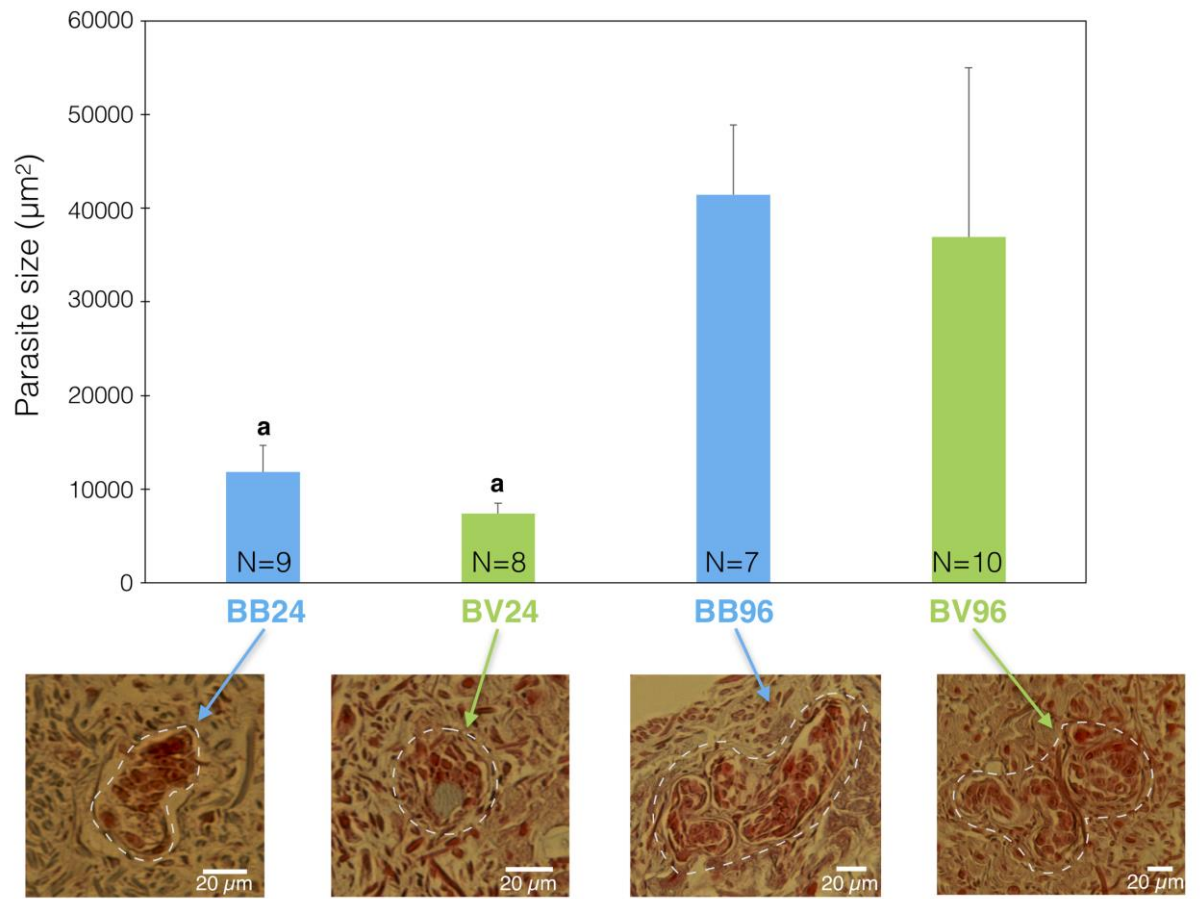 60000
50000
40000
30000
20000
10000
0
Parasite size (µm²)
a
a
N=9
N=8
N=7
N=10
BB24
BV24
BB96
BV96
20 µm
20 µm
20 µm
20 µm